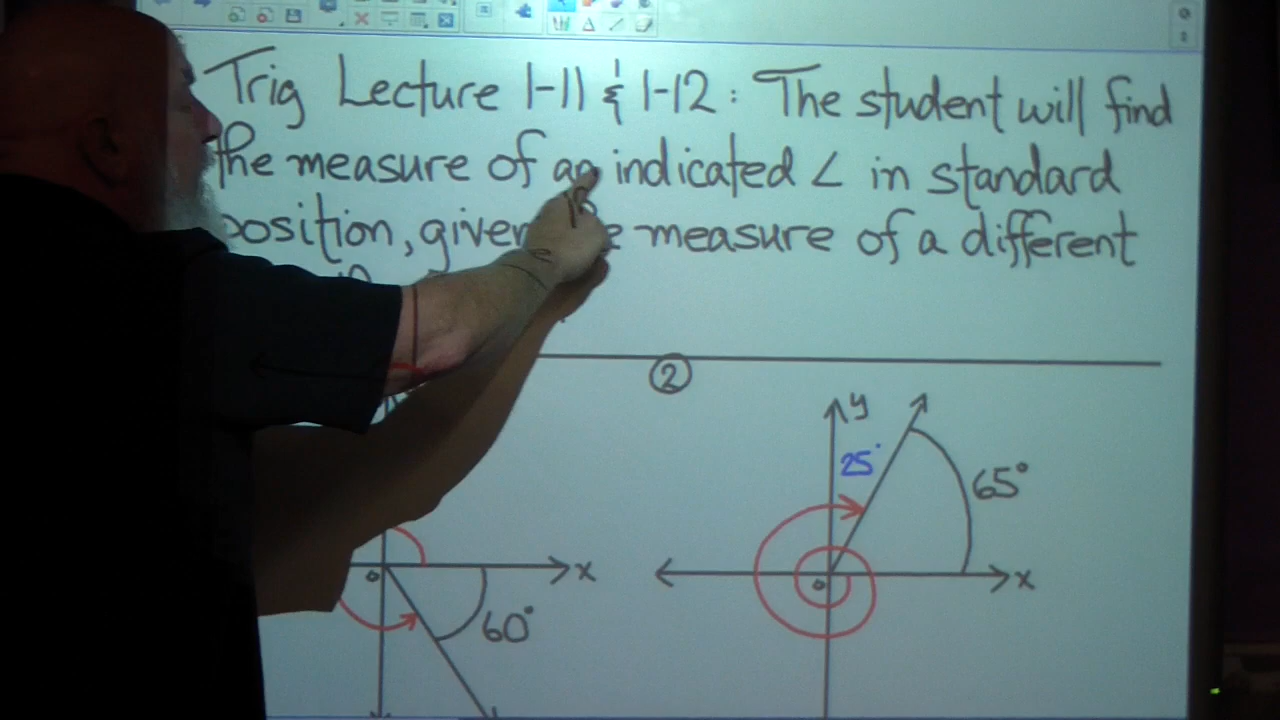 Trig Lecture 1-11 & 1-12: The student will find
the measure of an indicated ∠ in standard
position, given measure of a different
2
y
25°
65°
x
o
x
o
60°